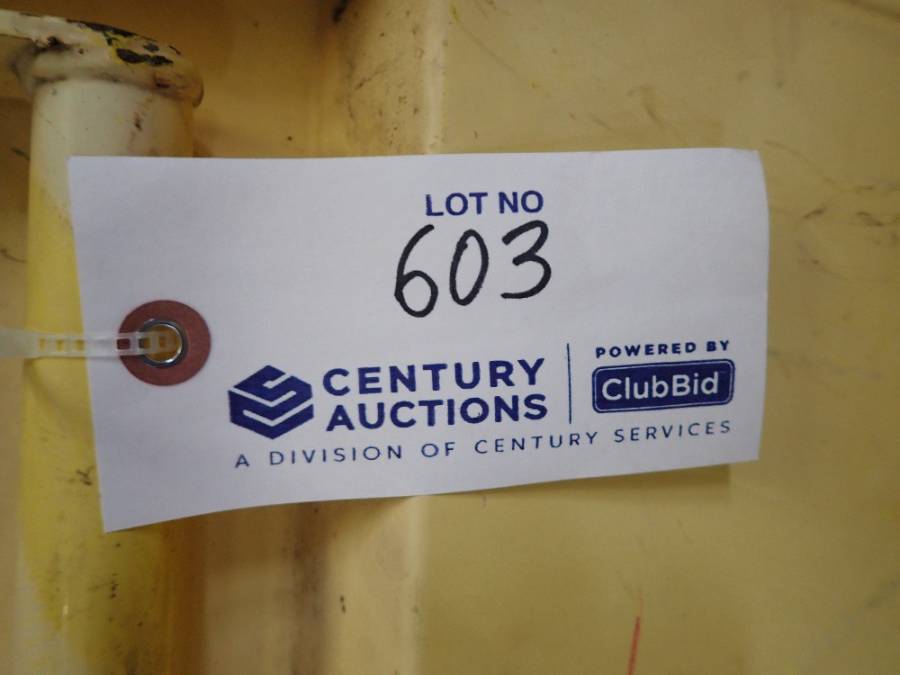 LOT NO
603
CENTURY
AUCTIONS
POWERED BY
ClubBid
A DIVISION OF CENTURY SERVICES